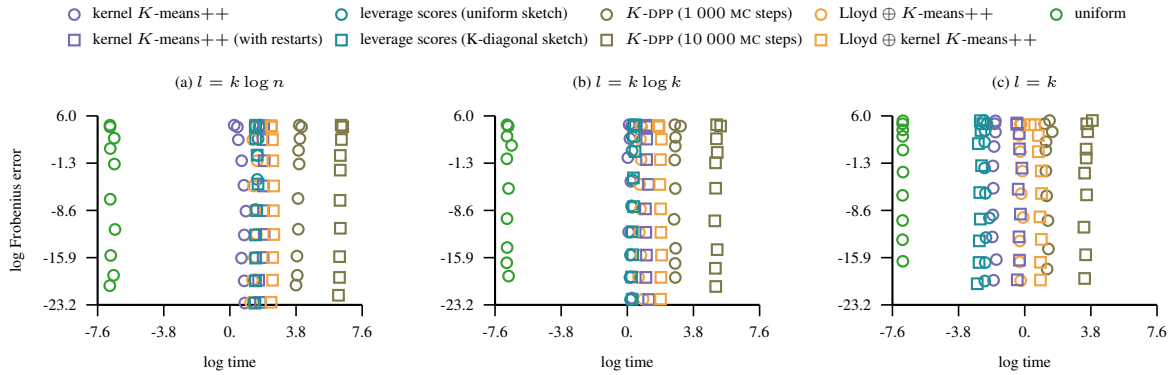 kernel K-means++ leverage scores (uniform sketch) K-DPP (1 000 MC steps) Lloyd ⊕ K-means++ uniform
kernel K-means++ (with restarts) leverage scores (K-diagonal sketch) K-DPP (10 000 MC steps) Lloyd ⊕ kernel K-means++
(a) l = k log n (b) l = k log k (c) l = k
log Frobenius error
6.0
-1.3
-8.6
-15.9
-23.2
-7.6 -3.8 0. 3.8 7.6
log time
6.0
-1.3
-8.6
-15.9
-23.2
-7.6 -3.8 0. 3.8 7.6
log time
6.0
-1.3
-8.6
-15.9
-23.2
-7.6 -3.8 0. 3.8 7.6
log time